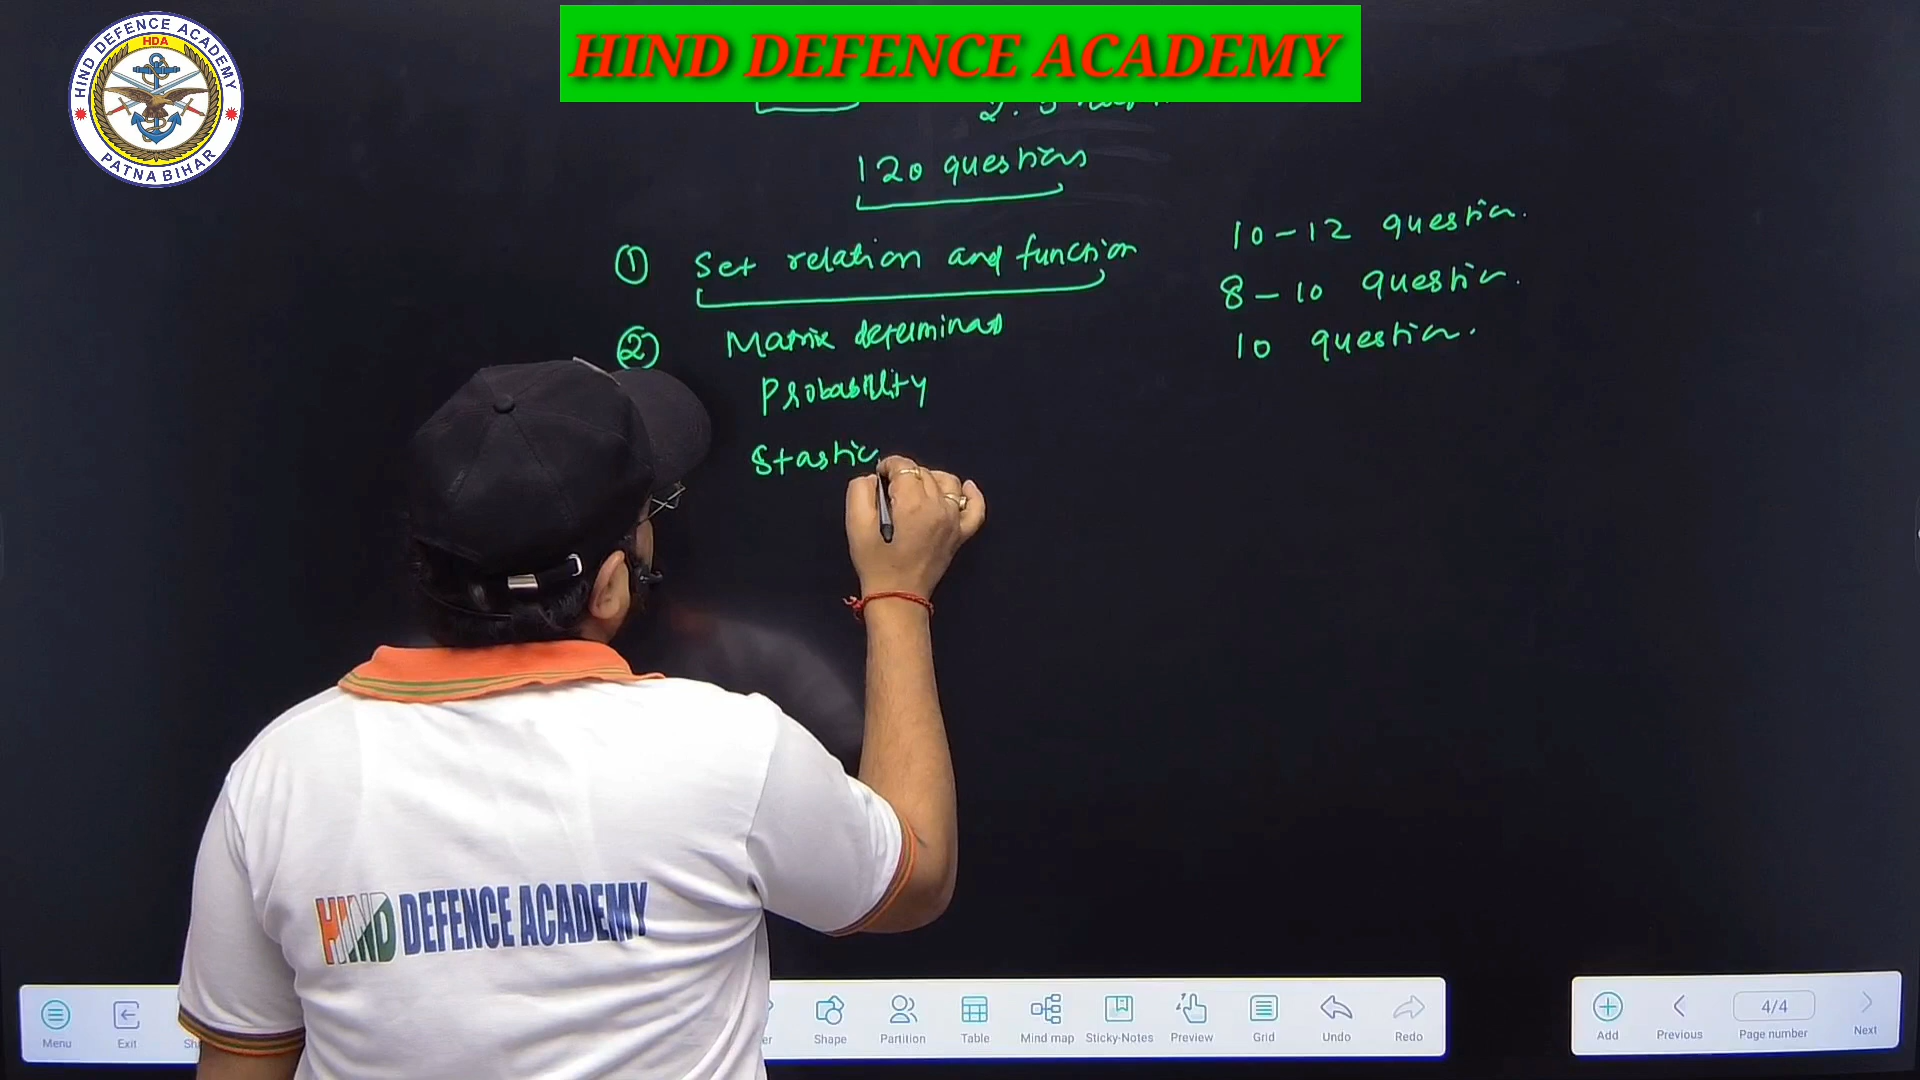 HIND DEFENCE ACADEMY
HIND DEFENCE ACADEMY
HDA
PATNA BIHAR
2.
120 questions
① Set relation and function
10-12 question.
② Matrix determinas
8-10 question.
Probability
10 question.
Stastic
HIND DEFENCE ACADEMY
Menu
Exit
Shape
Partition
Table
Mind map
Sticky-Notes
Preview
Grid
Undo
Redo
Add
Previous
4/4
Page number
Next